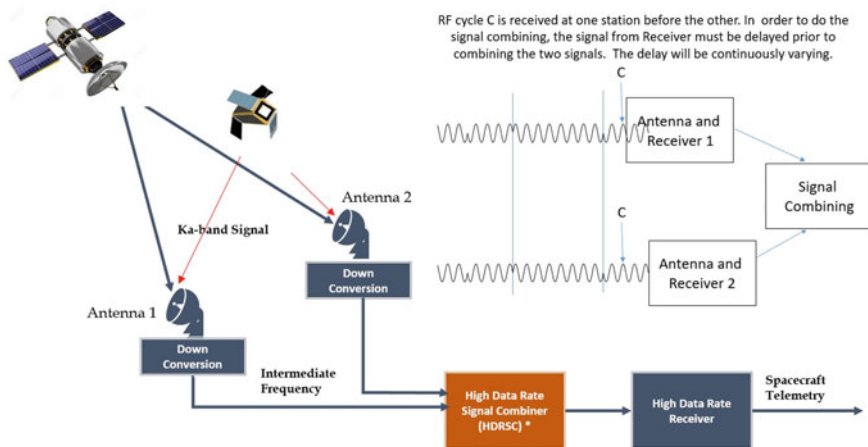 RF cycle C is received at one station before the other. In order to do the
signal combining, the signal from Receiver must be delayed prior to
combining the two signals. The delay will be continuously varying.
C
Antenna and
Receiver 1
Signal
Combining
C
Antenna and
Receiver 2
Antenna 2
Ka-band Signal
Down
Conversion
Antenna 1
Down
Conversion
Intermediate
Frequency
High Data Rate
Signal Combiner
(HDRSC) *
High Data Rate
Receiver
Spacecraft
Telemetry